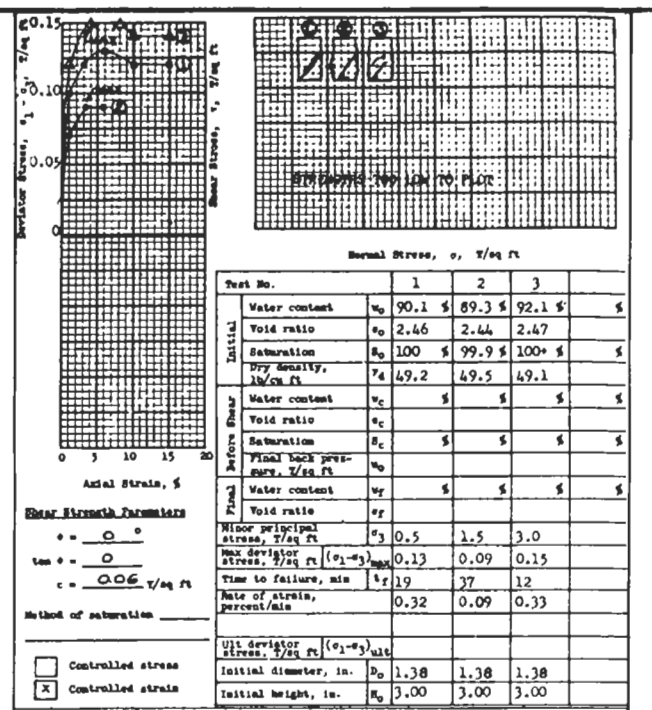 Deviator Stress, σ1 - σ3, T/sq ft
0.15
0.10
0.05
0
0 5 10 15 20
Axial Strain, %
MAX
Shear Stress, τ, T/sq ft
1 2 3
STRENGTHS TOO LOW TO PLOT
Normal Stress, σ, T/sq ft
Test No. 1 2 3
Initial
Water content w₀ 90.1 % 89.3 % 92.1 % %
Void ratio e₀ 2.46 2.44 2.47
Saturation S₀ 100 % 99.9 % 100+ % %
Dry density, lb/cu ft γd 49.2 49.5 49.1
Before Shear
Water content wc % % % %
Void ratio ec
Saturation Sc % % % %
Final back pressure, T/sq ft u₀
Final
Water content wf % % % %
Void ratio ef
Minor principal stress, T/sq ft σ3 0.5 1.5 3.0
Max deviator stress, T/sq ft (σ1-σ3)max 0.13 0.09 0.15
Time to failure, min tf 19 37 12
Rate of strain, percent/min 0.32 0.09 0.33
Ult deviator stress, T/sq ft (σ1-σ3)ult
Initial diameter, in. D₀ 1.38 1.38 1.38
Initial height, in. H₀ 3.00 3.00 3.00
Shear Strength Parameters
φ = 0 °
tan φ = 0
c = 0.06 T/sq ft
Method of saturation
Controlled stress
X Controlled strain